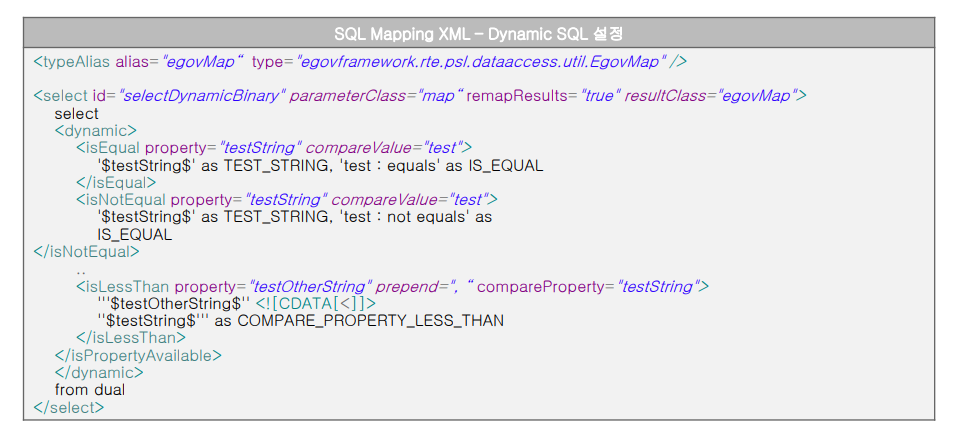 SQL Mapping XML – Dynamic SQL 설정
<typeAlias alias="egovMap“ type="egovframework.rte.psl.dataaccess.util.EgovMap" />
<select id="selectDynamicBinary" parameterClass="map“ remapResults="true" resultClass="egovMap">
select
<dynamic>
<isEqual property="testString" compareValue="test">
'$testString$' as TEST_STRING, 'test : equals' as IS_EQUAL
</isEqual>
<isNotEqual property="testString" compareValue="test">
'$testString$' as TEST_STRING, 'test : not equals' as
IS_EQUAL
</isNotEqual>
..
<isLessThan property="testOtherString" prepend=", “ compareProperty="testString">
'''$testOtherString$'' <![CDATA[<]]>
''$testString$''' as COMPARE_PROPERTY_LESS_THAN
</isLessThan>
</isPropertyAvailable>
</dynamic>
from dual
</select>